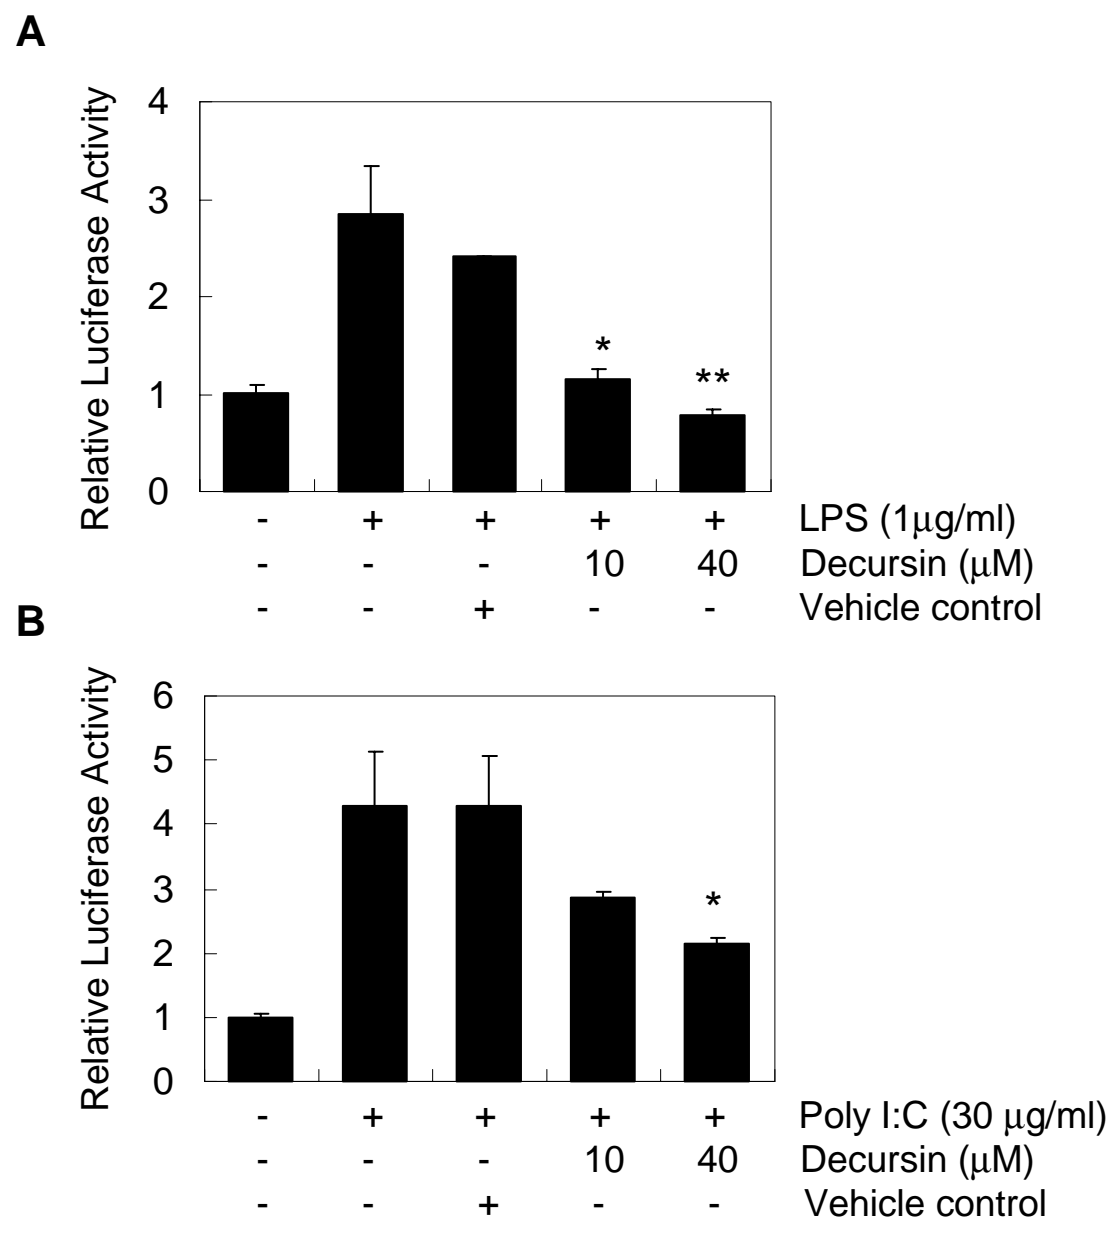 A
Relative Luciferase Activity
4
3
2
1
0
- + + + + LPS (1μg/ml)
- - - 10 40 Decursin (μM)
- - + - - Vehicle control
*
**
B
Relative Luciferase Activity
6
5
4
3
2
1
0
*
- + + + + Poly I:C (30 μg/ml)
- - - 10 40 Decursin (μM)
- - + - - Vehicle control